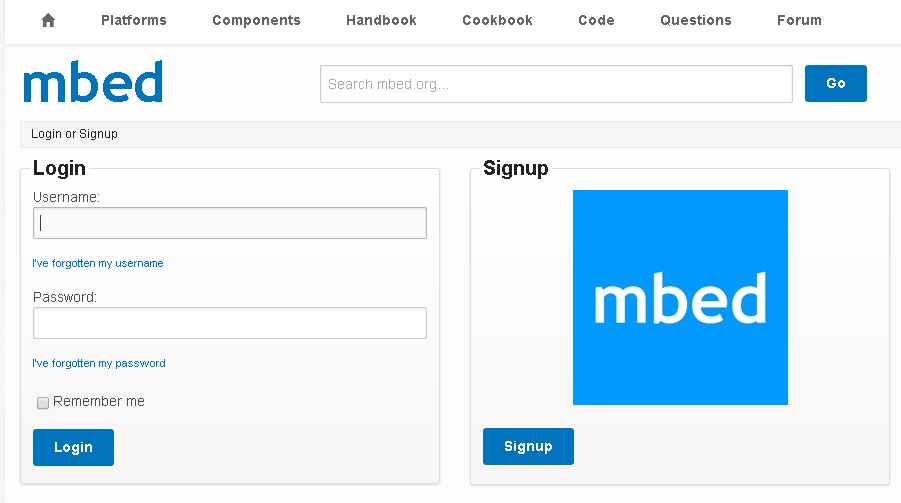 Platforms Components Handbook Cookbook Code Questions Forum
mbed
Search mbed.org...
Go
Login or Signup
Login
Username:
I've forgotten my username
Password:
I've forgotten my password
Remember me
Login
Signup
mbed
Signup